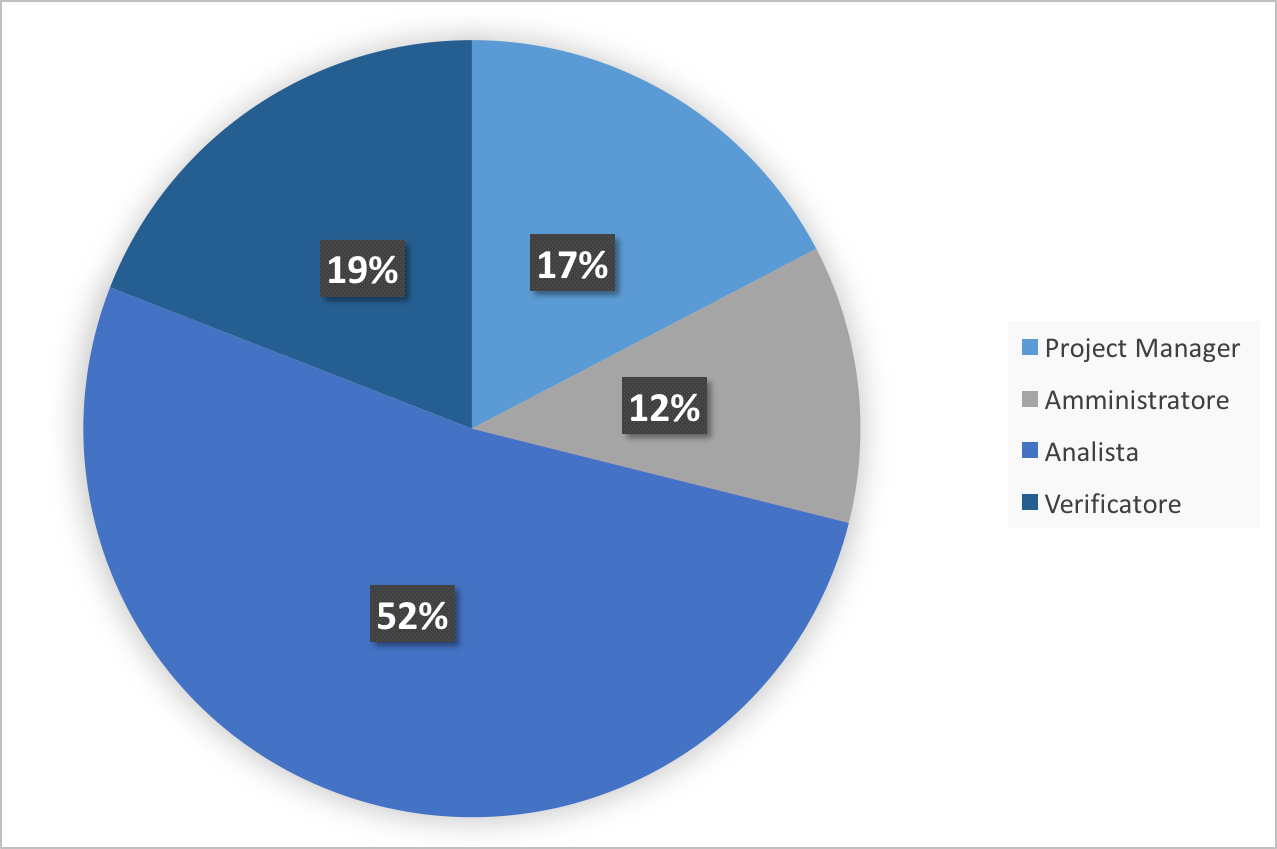 17%
19%
12%
52%
Project Manager
Amministratore
Analista
Verificatore